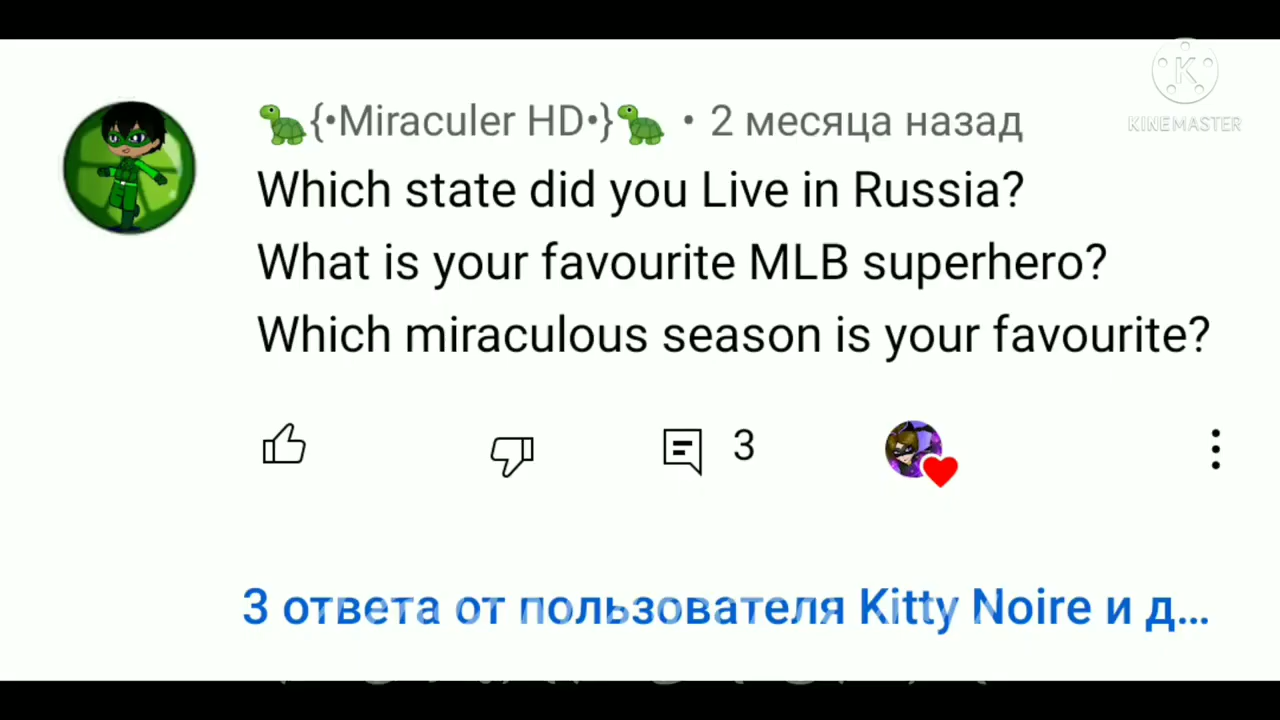 🐢{•Miraculer HD•}🐢 • 2 месяца назад
Which state did you Live in Russia?
What is your favourite MLB superhero?
Which miraculous season is your favourite?
3
3 ответа от пользователя Kitty Noire и д...
K
KINEMASTER